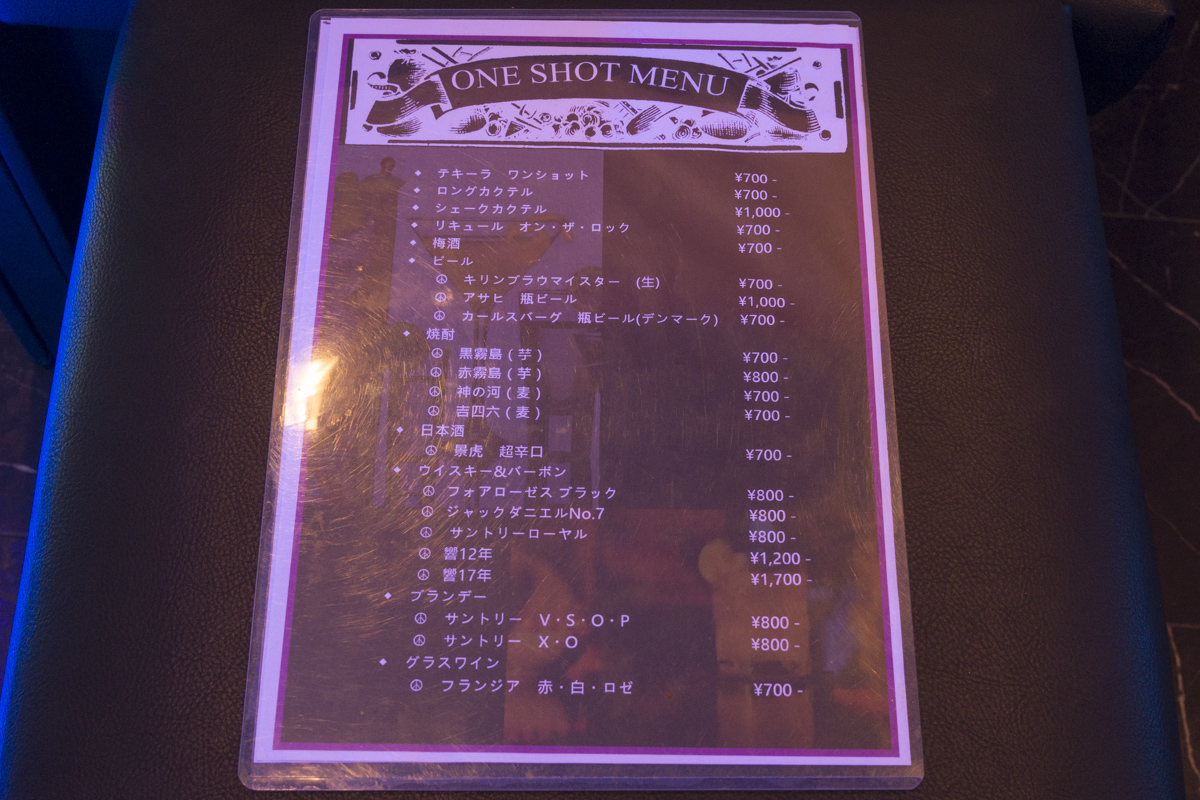 ONE SHOT MENU
◆ テキーラ　ワンショット ¥700 -
◆ ロングカクテル ¥700 -
◆ シェークカクテル ¥1,000 -
◆ リキュール　オン・ザ・ロック ¥700 -
◆ 梅酒 ¥700 -
◆ ビール
☮ キリンブラウマイスター　(生) ¥700 -
☮ アサヒ　瓶ビール ¥1,000 -
☮ カールスバーグ　瓶ビール(デンマーク) ¥700 -
◆ 焼酎
☮ 黒霧島 ( 芋 ) ¥700 -
☮ 赤霧島 ( 芋 ) ¥800 -
☮ 神の河 ( 麦 ) ¥700 -
☮ 吉四六 ( 麦 ) ¥700 -
◆ 日本酒
☮ 景虎　超辛口 ¥700 -
◆ ウイスキー&バーボン
☮ フォアローゼス ブラック ¥800 -
☮ ジャックダニエルNo.7 ¥800 -
☮ サントリーローヤル ¥800 -
☮ 響12年 ¥1,200 -
☮ 響17年 ¥1,700 -
◆ ブランデー
☮ サントリー　V・S・O・P ¥800 -
☮ サントリー　X・O ¥800 -
◆ グラスワイン
☮ フランジア　赤・白・ロゼ ¥700 -